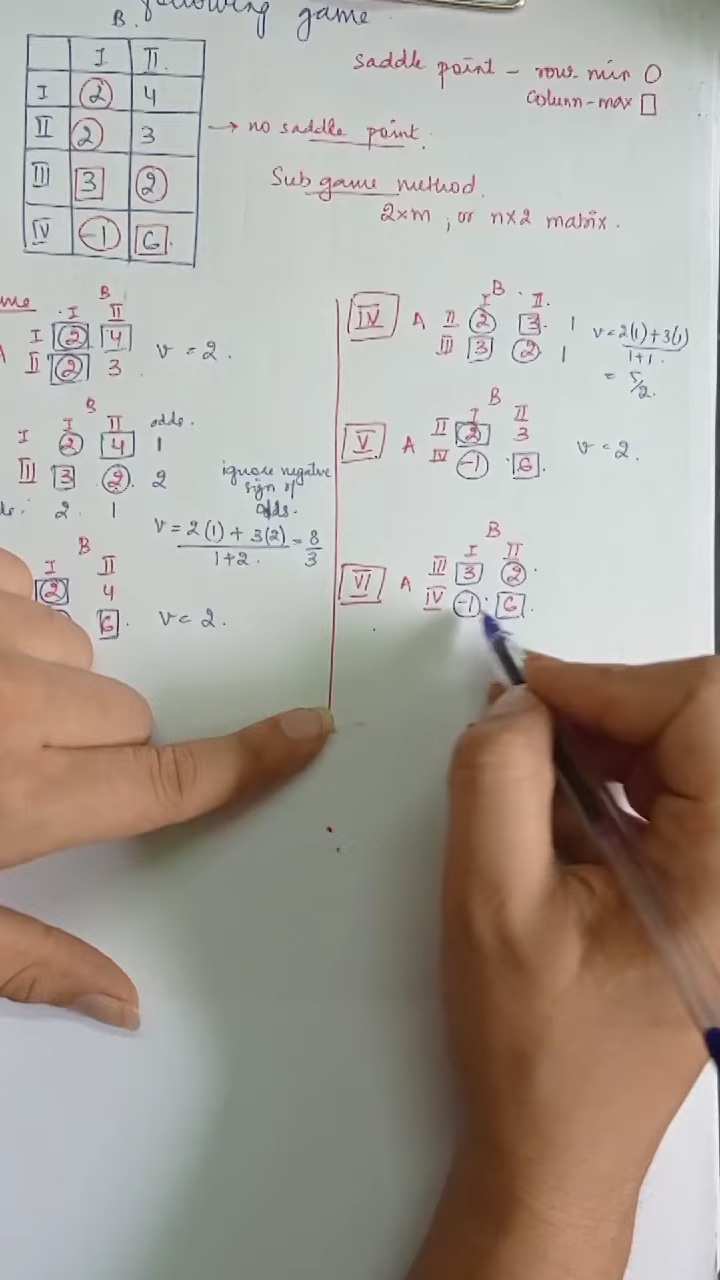 B. following game.
I II.
I 2 4
II 2 3 → no saddle point.
III 3 2
IV -1 6.
Saddle point - row-min O
Column-max □
Sub game method.
2×m, or n×2 matrix.
B
I II
I 2 4
II 2 3 v = 2.
B
I II odds.
I 2 4 1
III 3 2. 2
2. 1
ignore negative
sign of
odds.
v = 2(1) + 3(2) = 8
1+2. 3
B
I II
2 4
6. v = 2.
B
I II.
IV A II 2 3. 1
III 3 2 1
v = 2(1)+3(1)
1+1.
= 5/2.
B
I II
V A II 2 3
IV -1 6. v = 2.
B
I II
VI A III 3 2.
IV -1 6.